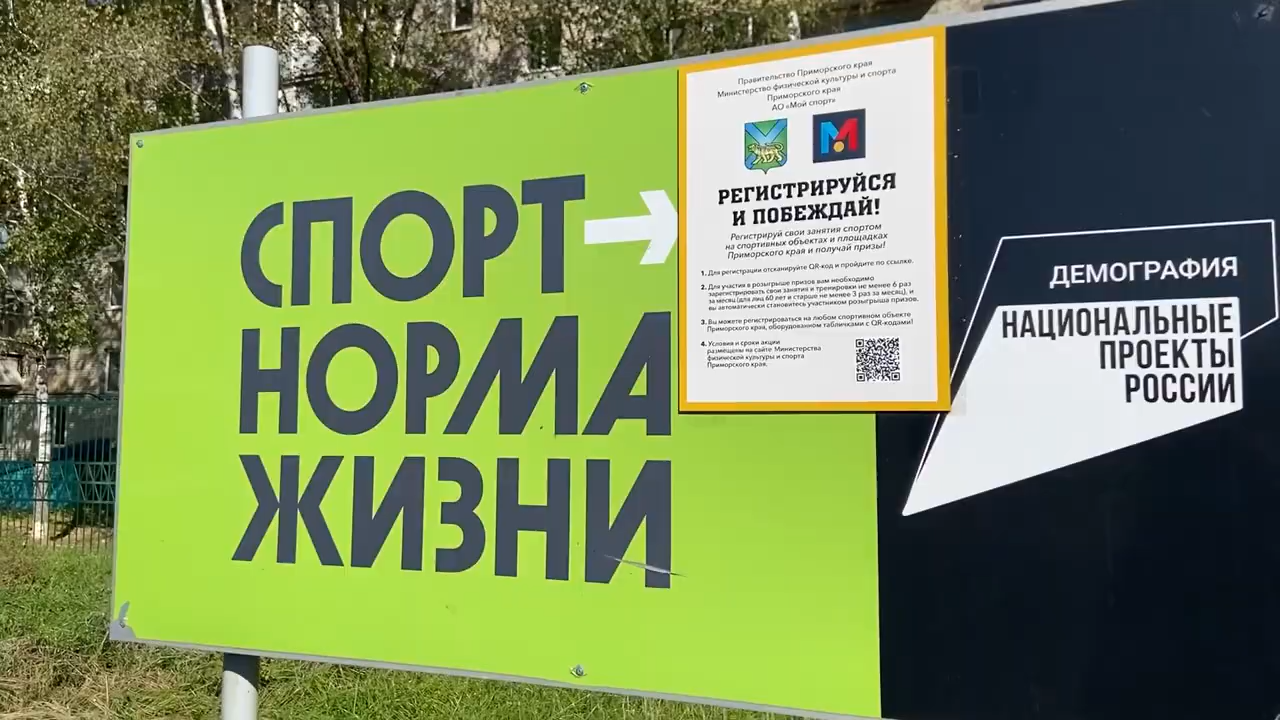 СПОРТ
НОРМА
ЖИЗНИ
Правительство Приморского края
Министерство физической культуры и спорта
Приморского края
АО «Мой спорт»
М
РЕГИСТРИРУЙСЯ
И ПОБЕЖДАЙ!
Регистрируй свои занятия спортом
на спортивных объектах и площадках
Приморского края и получай призы!
1. Для регистрации отсканируйте QR-код и пройдите по ссылке.
2. Для участия в розыгрыше призов вам необходимо
зарегистрировать свои занятия и тренировки не менее 6 раз
за месяц (для лиц 60 лет и старше не менее 3 раз за месяц), и
вы автоматически становитесь участником розыгрыша призов.
3. Вы можете регистрироваться на любом спортивном объекте
Приморского края, оборудованном табличками с QR-кодами!
4. Условия и сроки акции
размещены на сайте Министерства
физической культуры и спорта
Приморского края.
ДЕМОГРАФИЯ
НАЦИОНАЛЬНЫЕ
ПРОЕКТЫ
РОССИИ